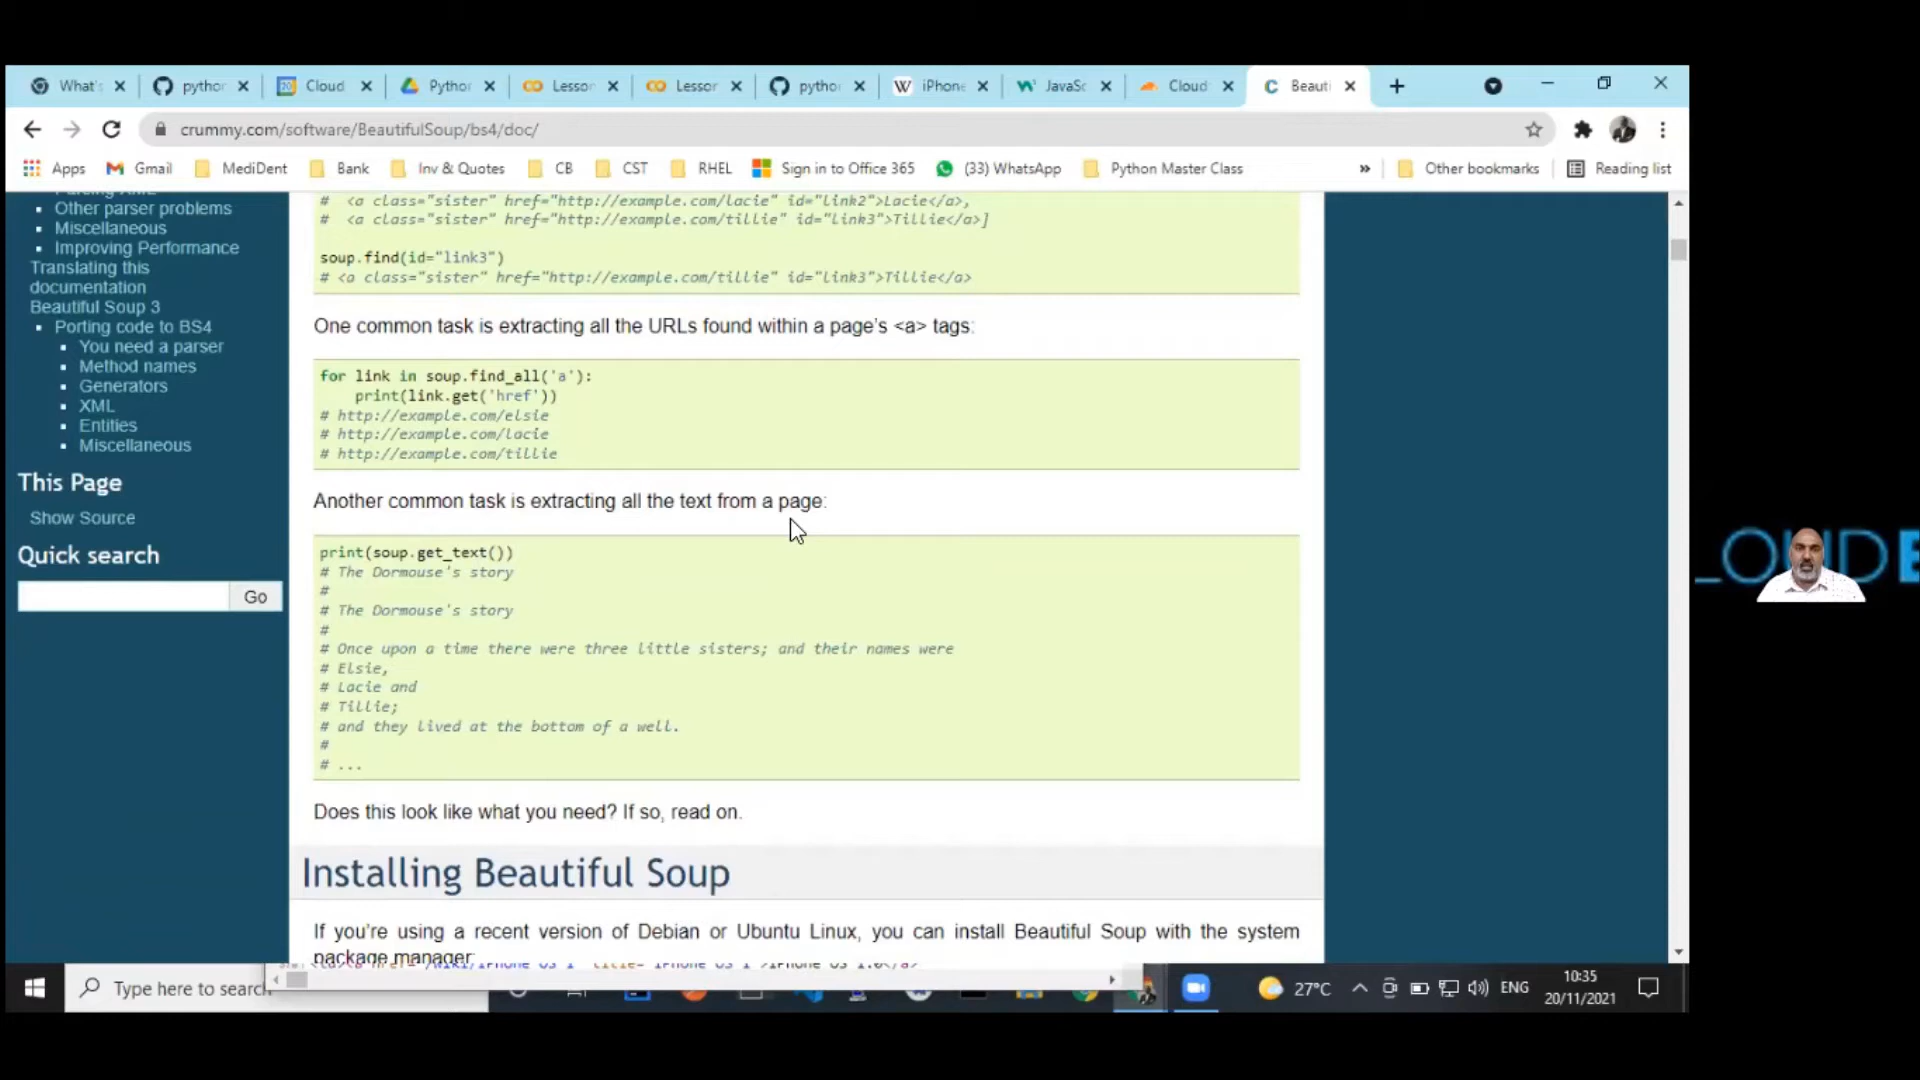 What's
python
Cloud
Python
Lesson
Lesson
python
iPhone
JavaSc
Cloud
Beauti
crummy.com/software/BeautifulSoup/bs4/doc/
Apps
Gmail
MediDent
Bank
Inv & Quotes
CB
CST
RHEL
Sign in to Office 365
(33) WhatsApp
Python Master Class
»
Other bookmarks
Reading list
Other parser problems
Miscellaneous
Improving Performance
Translating this
documentation
Beautiful Soup 3
Porting code to BS4
You need a parser
Method names
Generators
XML
Entities
Miscellaneous
This Page
Show Source
Quick search
Go
# <a class="sister" href="http://example.com/lacie" id="link2">Lacie</a>,
# <a class="sister" href="http://example.com/tillie" id="link3">Tillie</a>]
soup.find(id="link3")
# <a class="sister" href="http://example.com/tillie" id="link3">Tillie</a>
One common task is extracting all the URLs found within a page's <a> tags:
for link in soup.find_all('a'):
print(link.get('href'))
# http://example.com/elsie
# http://example.com/lacie
# http://example.com/tillie
Another common task is extracting all the text from a page:
print(soup.get_text())
# The Dormouse's story
#
# The Dormouse's story
#
# Once upon a time there were three little sisters; and their names were
# Elsie,
# Lacie and
# Tillie;
# and they lived at the bottom of a well.
#
# ...
Does this look like what you need? If so, read on.
Installing Beautiful Soup
If you're using a recent version of Debian or Ubuntu Linux, you can install Beautiful Soup with the system
package manager:
Type here to search
27°C
ENG
10:35
20/11/2021